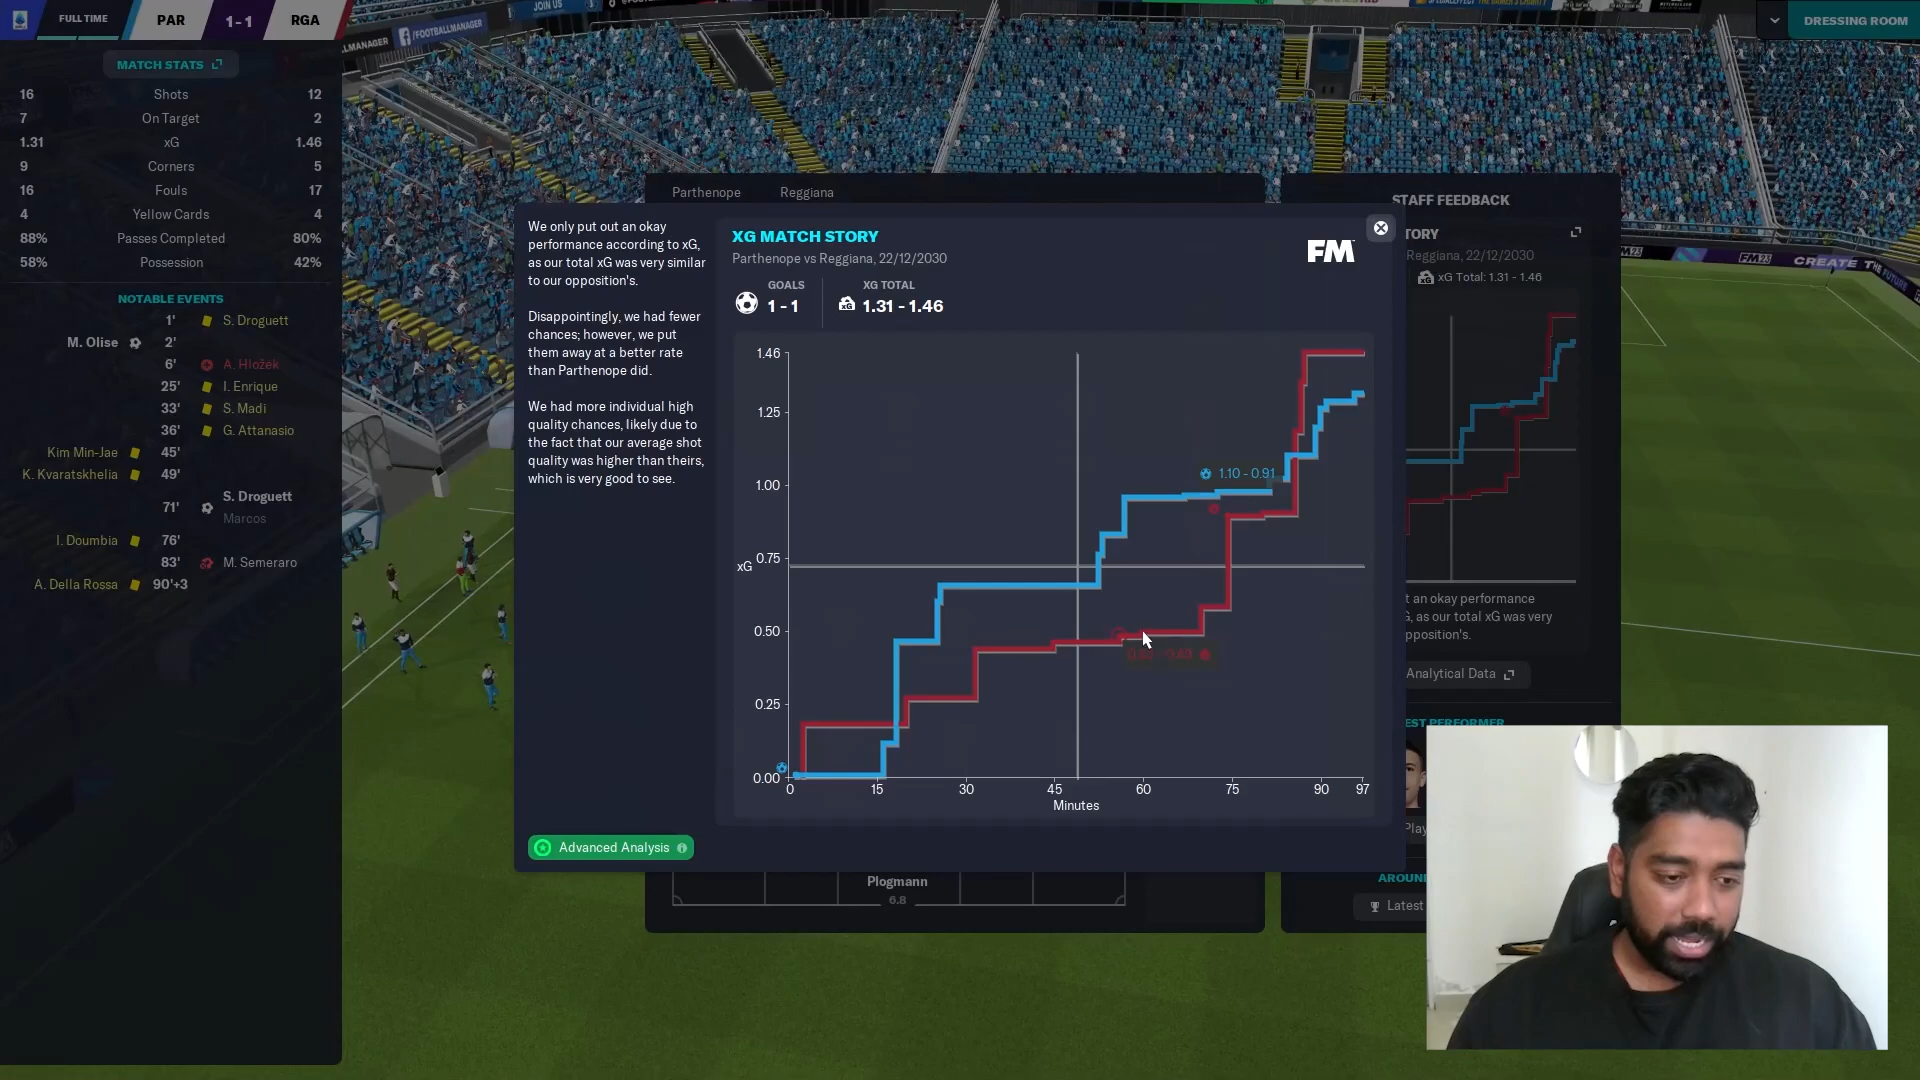 FULL TIME
PAR
1 - 1
RGA
JOIN US
/FOOTBALLMANAGER
DRESSING ROOM
MATCH STATS
16 Shots 12
7 On Target 2
1.31 xG 1.46
9 Corners 5
16 Fouls 17
4 Yellow Cards 4
88% Passes Completed 80%
58% Possession 42%
NOTABLE EVENTS
1' S. Droguett
M. Olise 2'
6' A. Hložek
25' I. Enrique
33' S. Madi
36' G. Attanasio
Kim Min-Jae 45'
K. Kvaratskhelia 49'
S. Droguett
71'
Marcos
I. Doumbia 76'
83' M. Semeraro
A. Della Rossa 90'+3
Parthenope Reggiana
We only put out an okay
performance according to xG,
as our total xG was very similar
to our opposition's.
Disappointingly, we had fewer
chances; however, we put
them away at a better rate
than Parthenope did.
We had more individual high
quality chances, likely due to
the fact that our average shot
quality was higher than theirs,
which is very good to see.
Advanced Analysis
XG MATCH STORY
Parthenope vs Reggiana, 22/12/2030
FM
GOALS
1 - 1
XG TOTAL
1.31 - 1.46
1.46
1.25
1.00
0.75
xG
0.50
0.25
0.00
1.10 - 0.91
0 15 30 45 60 75 90 97
Minutes
Plogmann
6.8
STAFF FEEDBACK
TORY
Reggiana, 22/12/2030
xG Total: 1.31 - 1.46
t an okay performance
G, as our total xG was very
pposition's.
Analytical Data
EST PERFORMER
Play
AROUN
Latest
FM23
CREATE THE